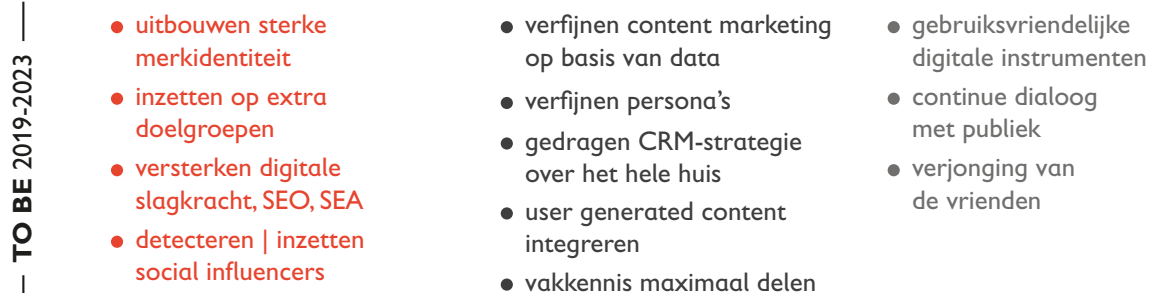 TO BE 2019-2023
• uitbouwen sterke
merkidentiteit
• inzetten op extra
doelgroepen
• versterken digitale
slagkracht, SEO, SEA
• detecteren | inzetten
social influencers
• verfijnen content marketing
op basis van data
• verfijnen persona’s
• gedragen CRM-strategie
over het hele huis
• user generated content
integreren
• vakkennis maximaal delen
• gebruiksvriendelijke
digitale instrumenten
• continue dialoog
met publiek
• verjonging van
de vrienden